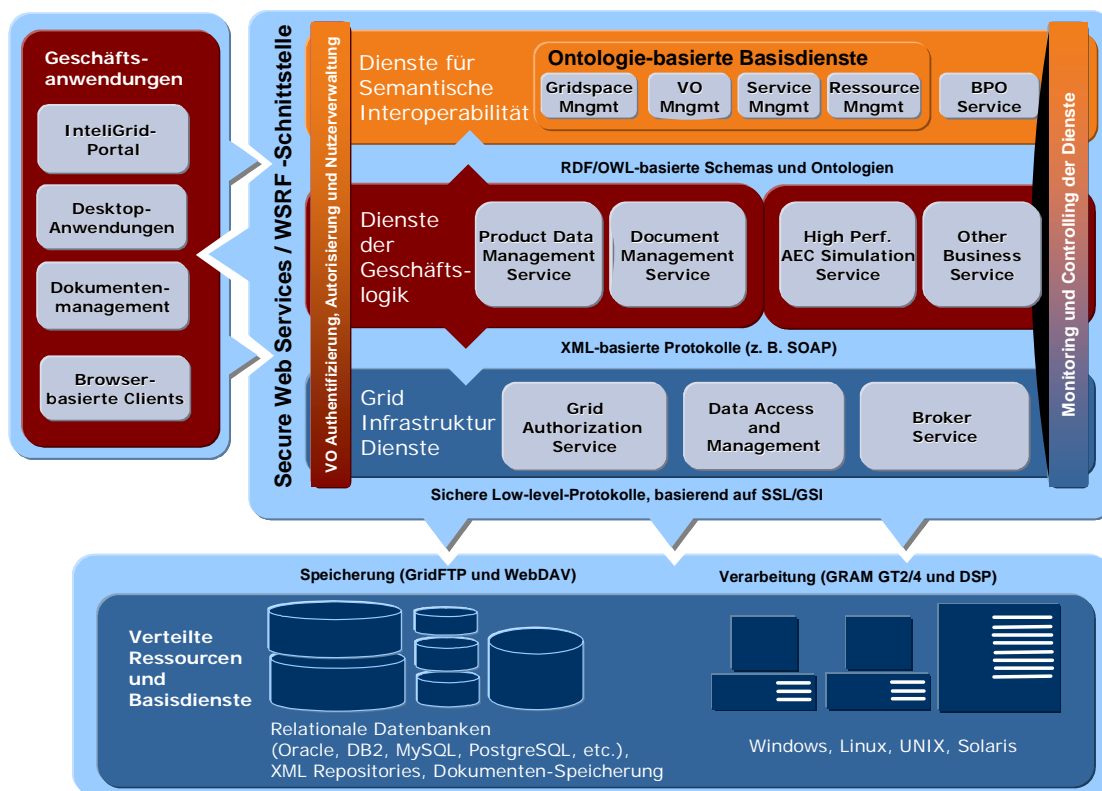 Geschäfts-
anwendungen
InteliGrid-
Portal
Desktop-
Anwendungen
Dokumenten-
management
Browser-
basierte Clients
Secure Web Services / WSRF -Schnittstelle
VO Authentifizierung, Autorisierung und Nutzerverwaltung
Dienste für
Semantische
Interoperabilität
Ontologie-basierte Basisdienste
Gridspace
Mngmt
VO
Mngmt
Service
Mngmt
Ressource
Mngmt
BPO
Service
RDF/OWL-basierte Schemas und Ontologien
Dienste
der
Geschäfts-
logik
Product Data
Management
Service
Document
Management
Service
High Perf.
AEC Simulation
Service
Other
Business
Service
XML-basierte Protokolle (z. B. SOAP)
Grid
Infrastruktur
Dienste
Grid
Authorization
Service
Data Access
and
Management
Broker
Service
Monitoring und Controlling der Dienste
Sichere Low-level-Protokolle, basierend auf SSL/GSI
Speicherung (GridFTP und WebDAV)
Verarbeitung (GRAM GT2/4 und DSP)
Verteilte
Ressourcen
und
Basisdienste
Relationale Datenbanken
(Oracle, DB2, MySQL, PostgreSQL, etc.),
XML Repositories, Dokumenten-Speicherung
Windows, Linux, UNIX, Solaris